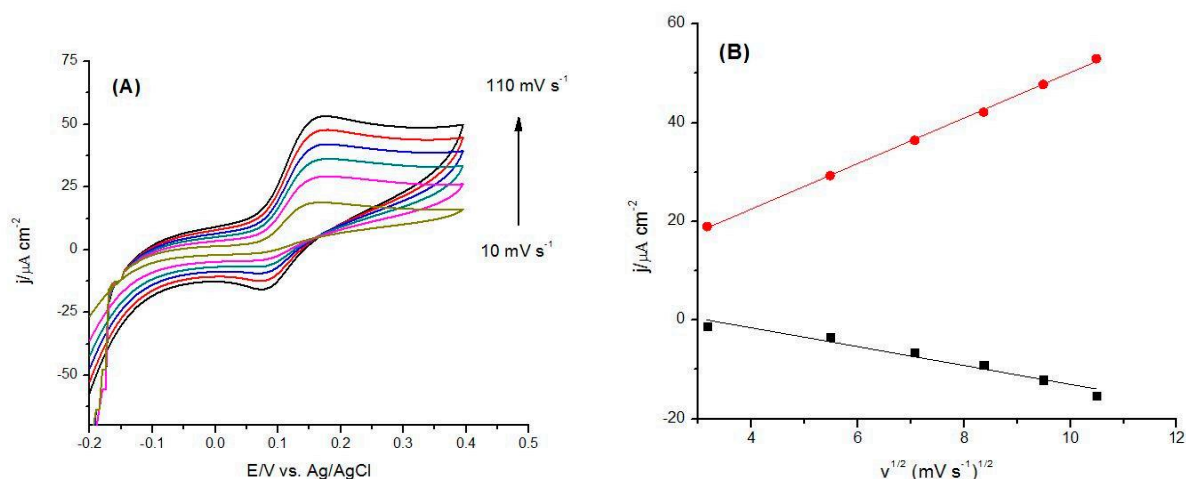 (A)
110 mV s⁻¹
10 mV s⁻¹
j/μA cm⁻²
75
50
25
0
-25
-50
-0.2 -0.1 0.0 0.1 0.2 0.3 0.4 0.5
E/V vs. Ag/AgCl
(B)
j/μA cm⁻²
60
40
20
0
-20
4 6 8 10 12
v¹/² (mV s⁻¹)¹/²